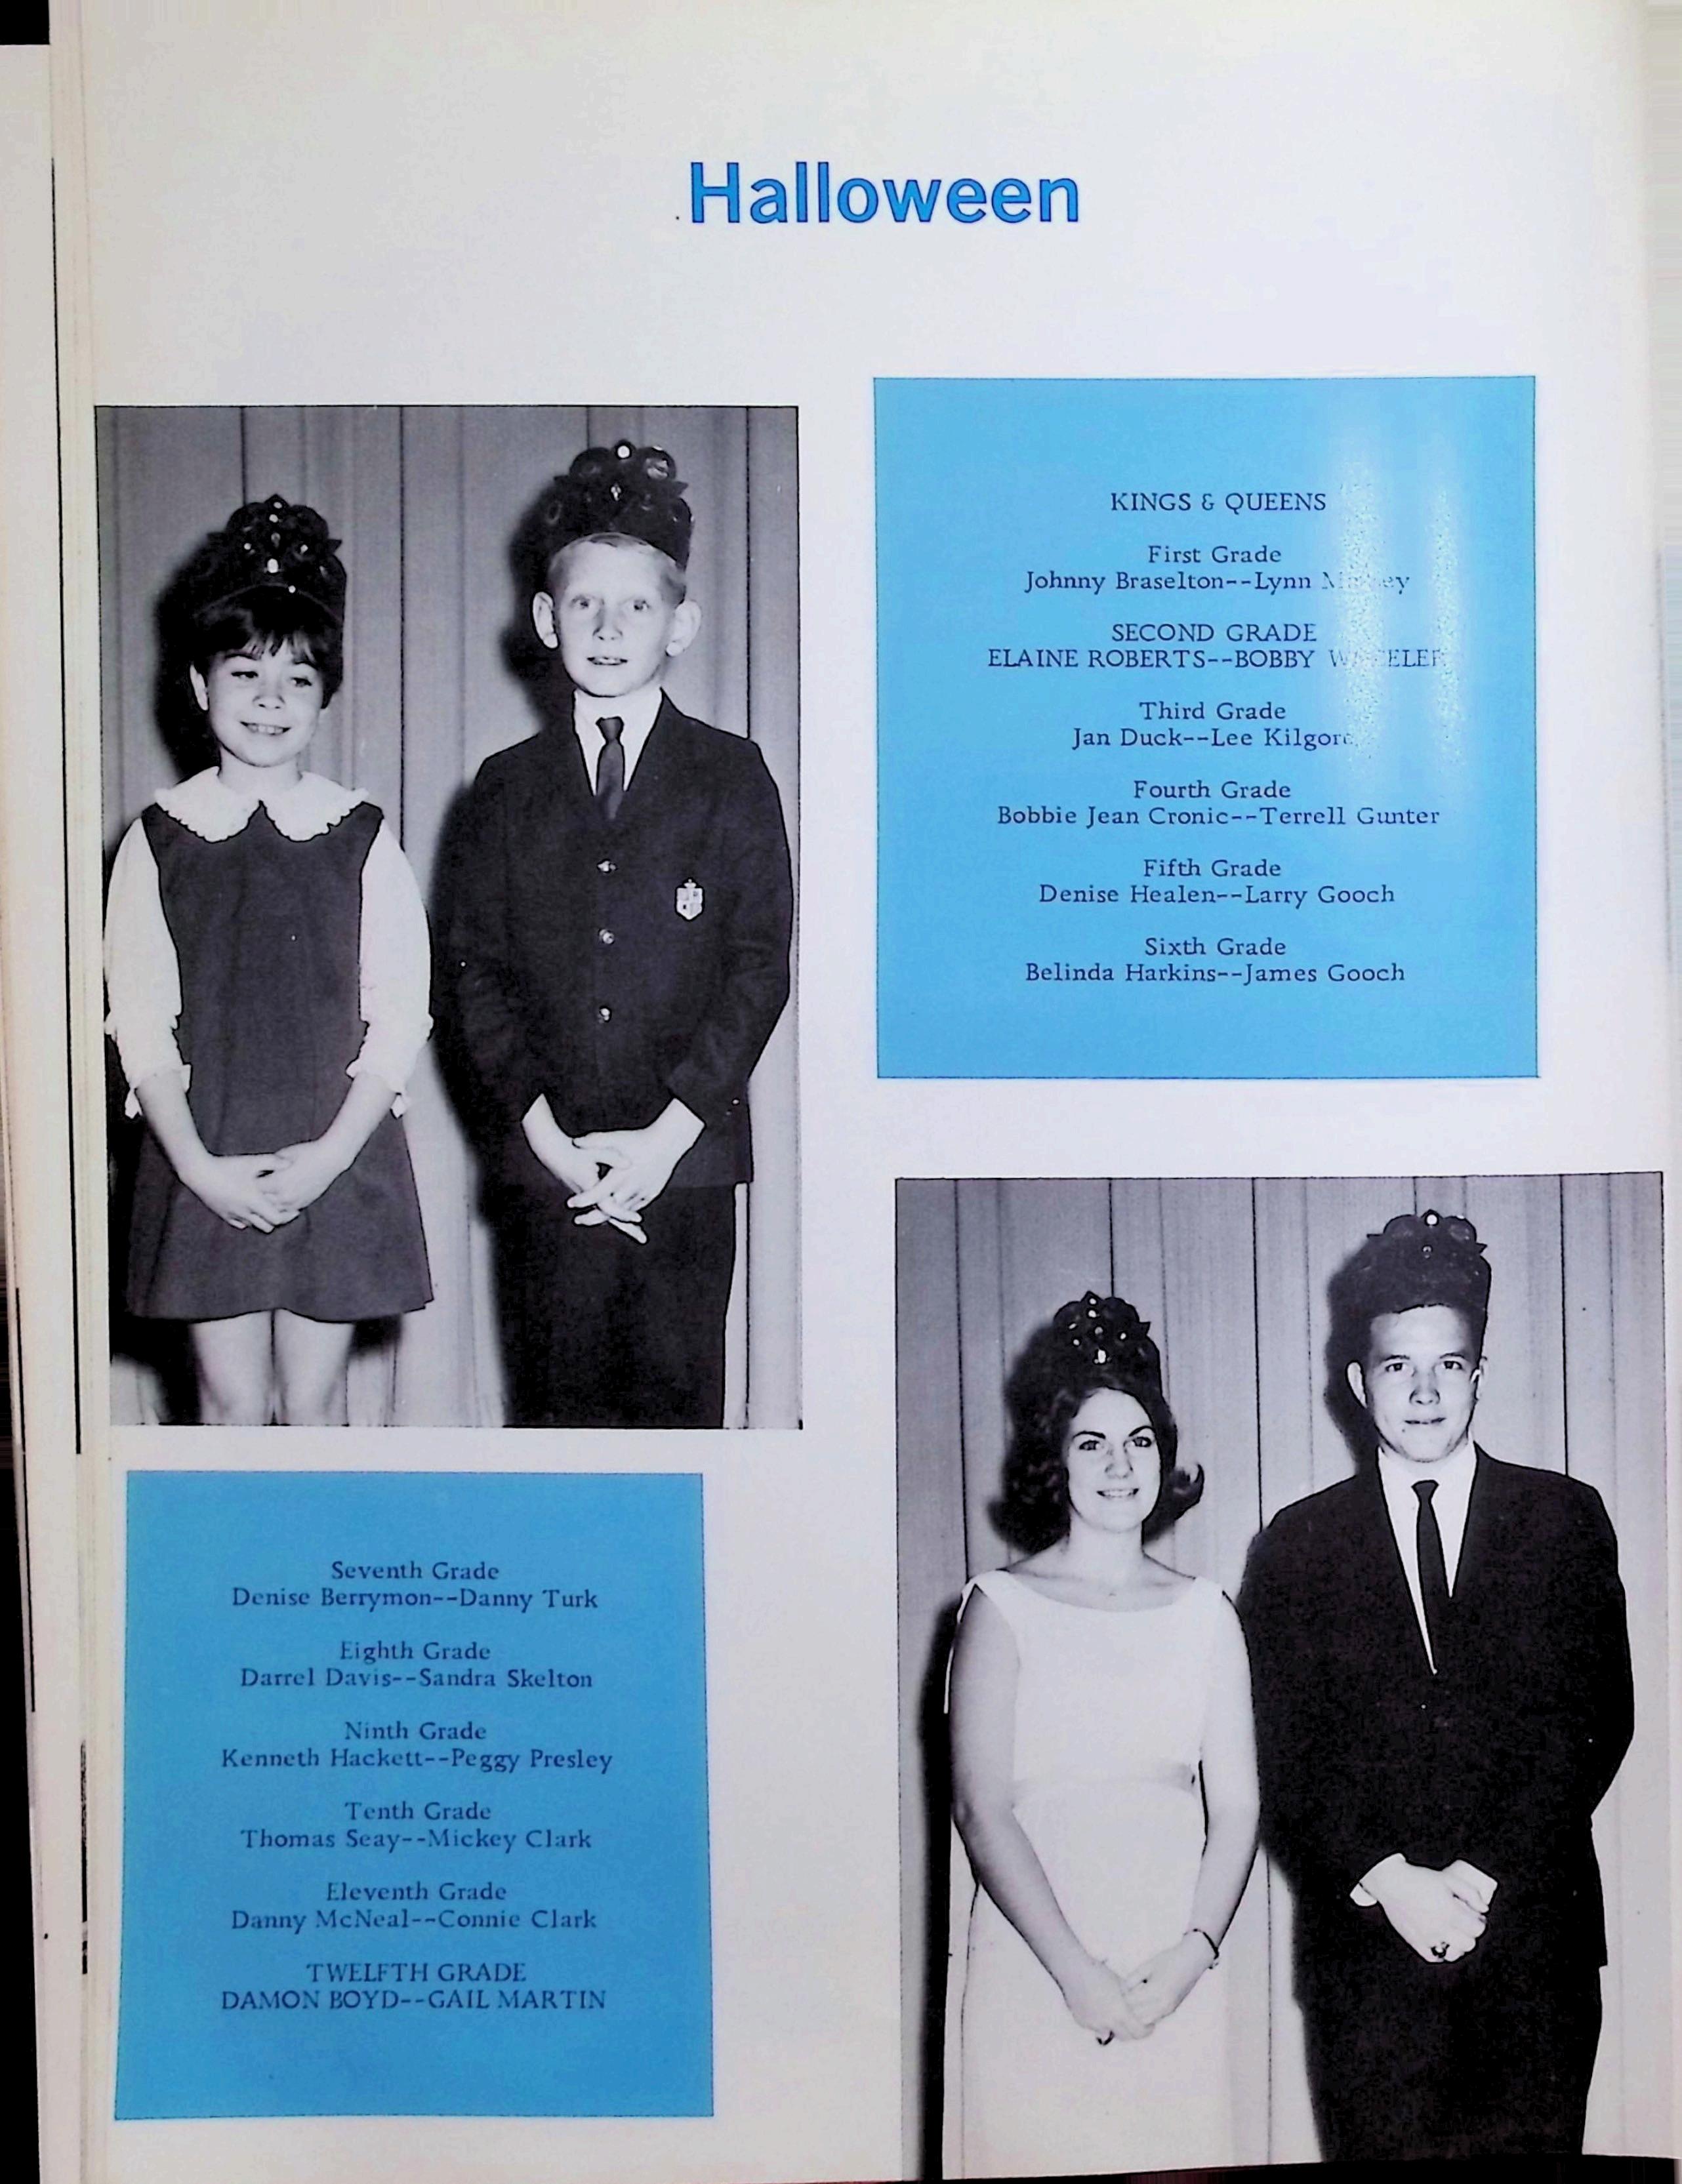 Halloween
KINGS & QUEENS
First Grade
Johnny Braselton--Lynn
SECOND GRADE
ELAINE ROBERTS--BOBBY
Third Grade
Jan Duck--Lee Kilgore
Fourth Grade
Bobbie Jean Cronic--Terrell Gunter
Fifth Grade
Denise Healen--Larry Gooch
Sixth Grade
Belinda Harkins--James Gooch
Seventh Grade
Denise Berrymon--Danny Turk
Eighth Grade
Darrel Davis--Sandra Skelton
Ninth Grade
Kenneth Hackett--Peggy Presley
Tenth Grade
Thomas Seay--Mickey Clark
Eleventh Grade
Danny McNeal--Connie Clark
TWELFTH GRADE
DAMON BOYD--GAIL MARTIN